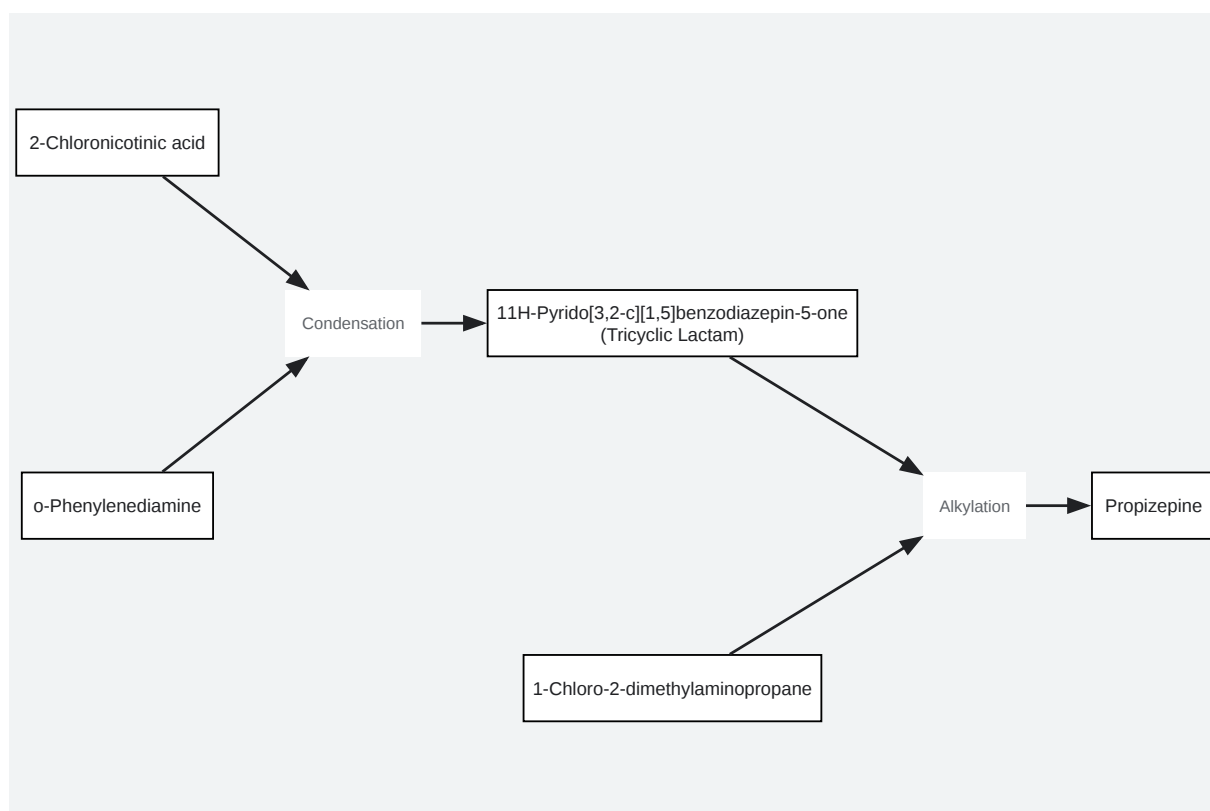 2-Chloronicotinic acid
Condensation
11H-Pyrido[3,2-c][1,5]benzodiazepin-5-one
(Tricyclic Lactam)
o-Phenylenediamine
Alkylation
Propizepine
1-Chloro-2-dimethylaminopropane